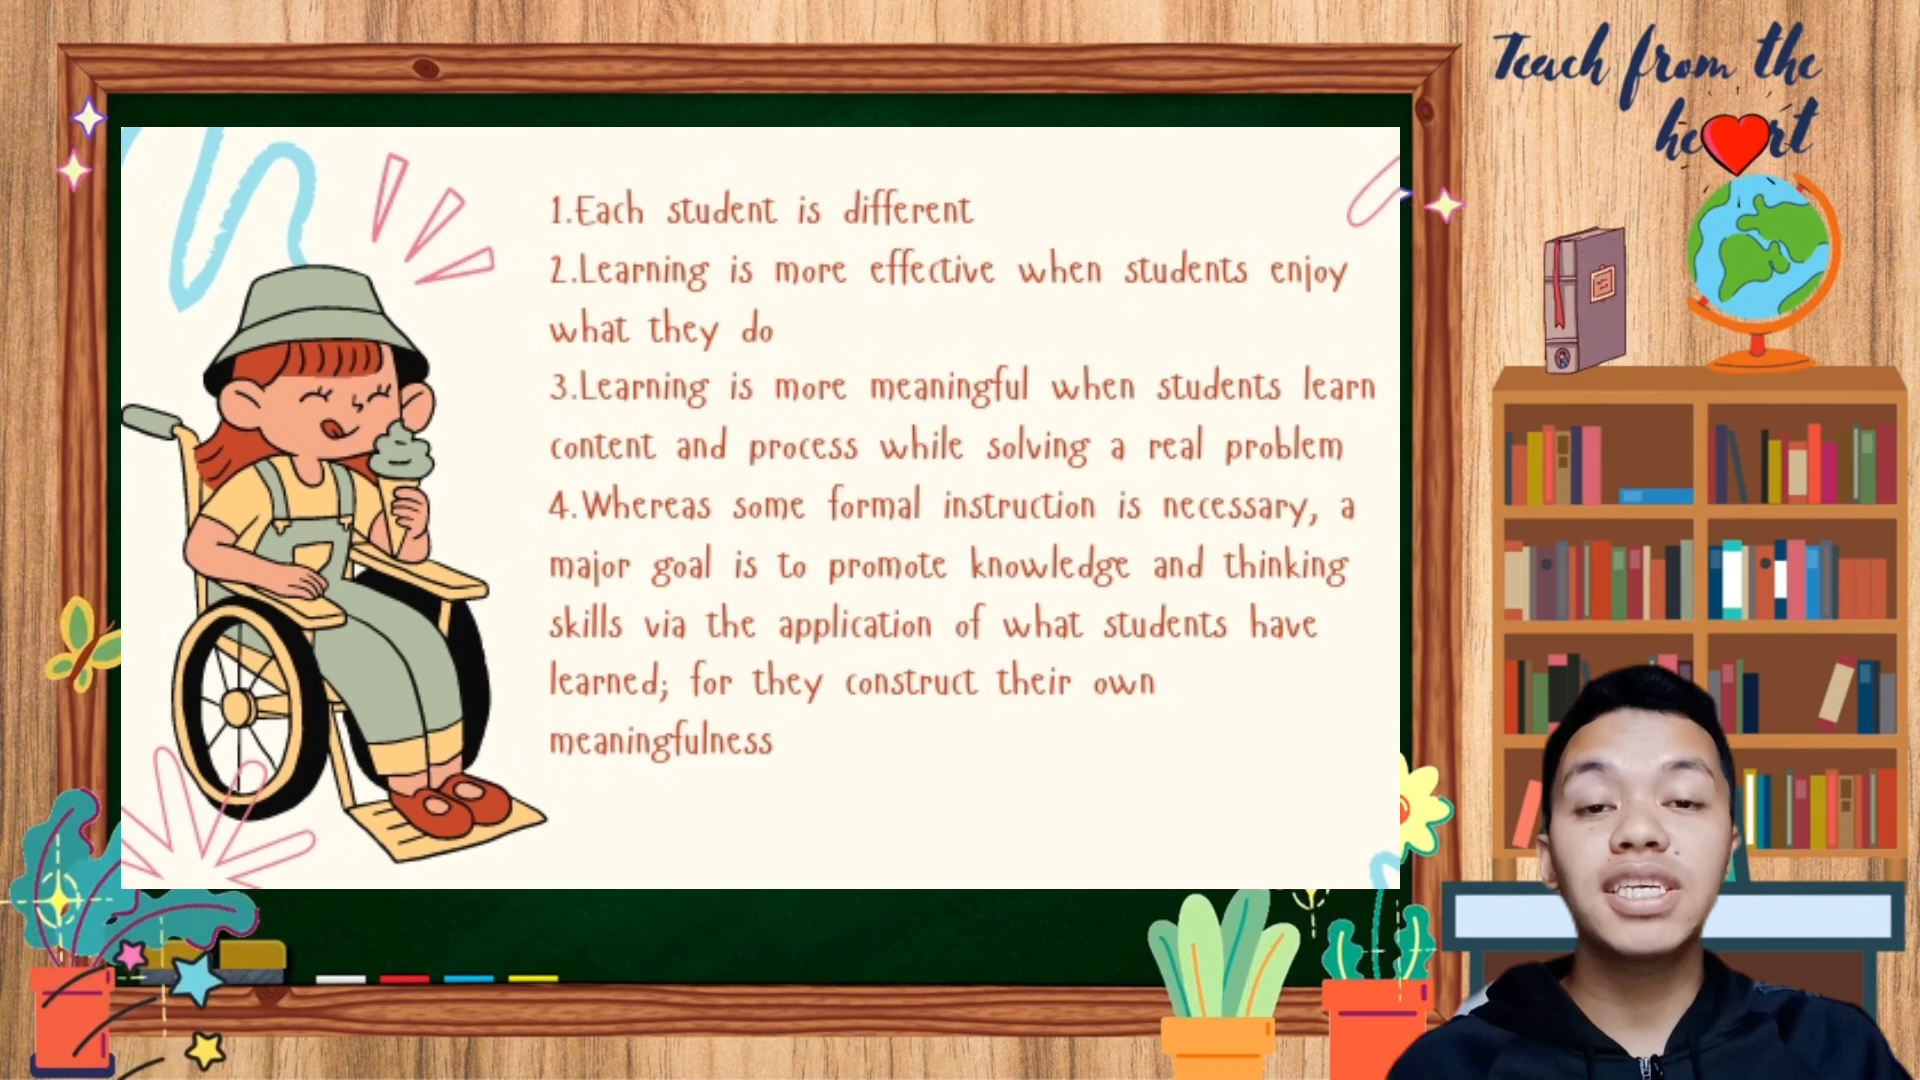 Teach from the
heart
1.Each student is different
2.Learning is more effective when students enjoy
what they do
3.Learning is more meaningful when students learn
content and process while solving a real problem
4.Whereas some formal instruction is necessary, a
major goal is to promote knowledge and thinking
skills via the application of what students have
learned; for they construct their own
meaningfulness